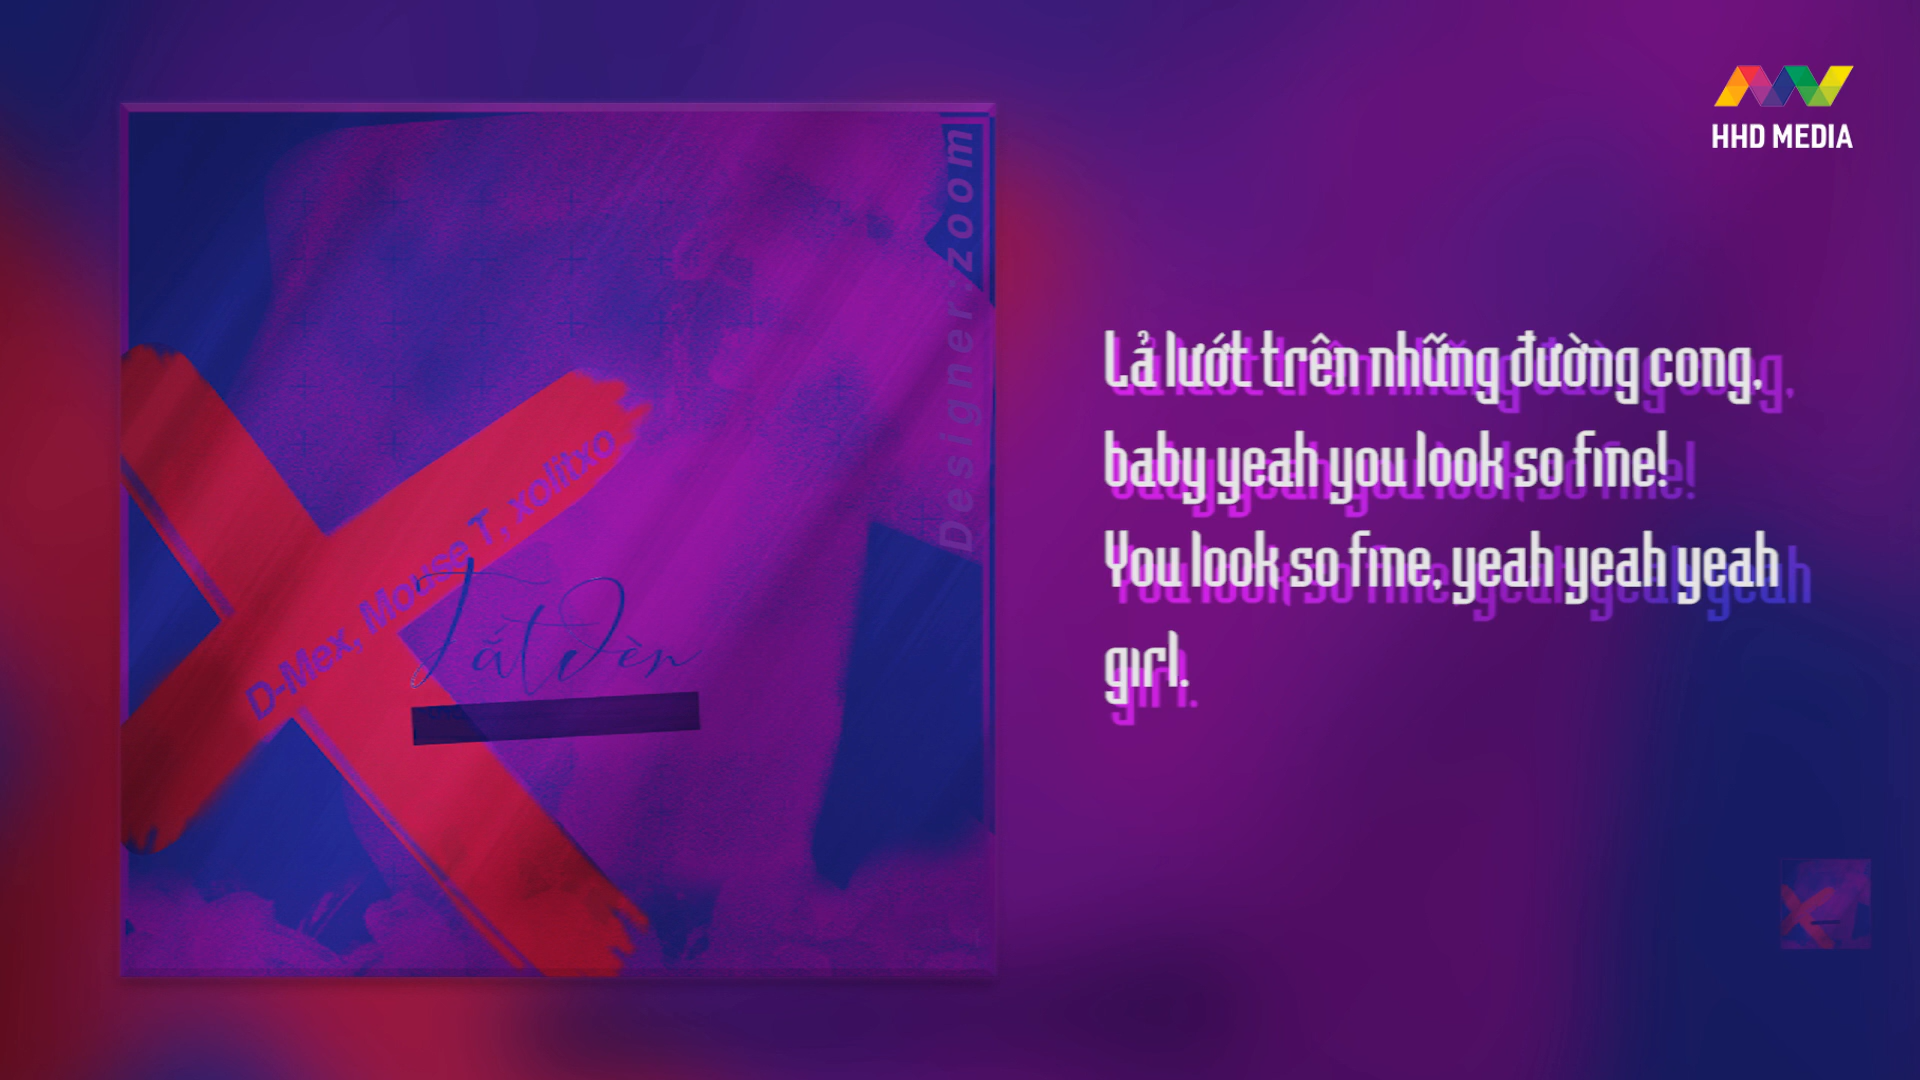 HHD MEDIA
Designer:zoom
D-Mex, Mouse T, xolitxo
Tắt Đèn
Lả lướt trên những đường cong,
baby yeah you look so fine!
You look so fine, yeah yeah yeah
girl.